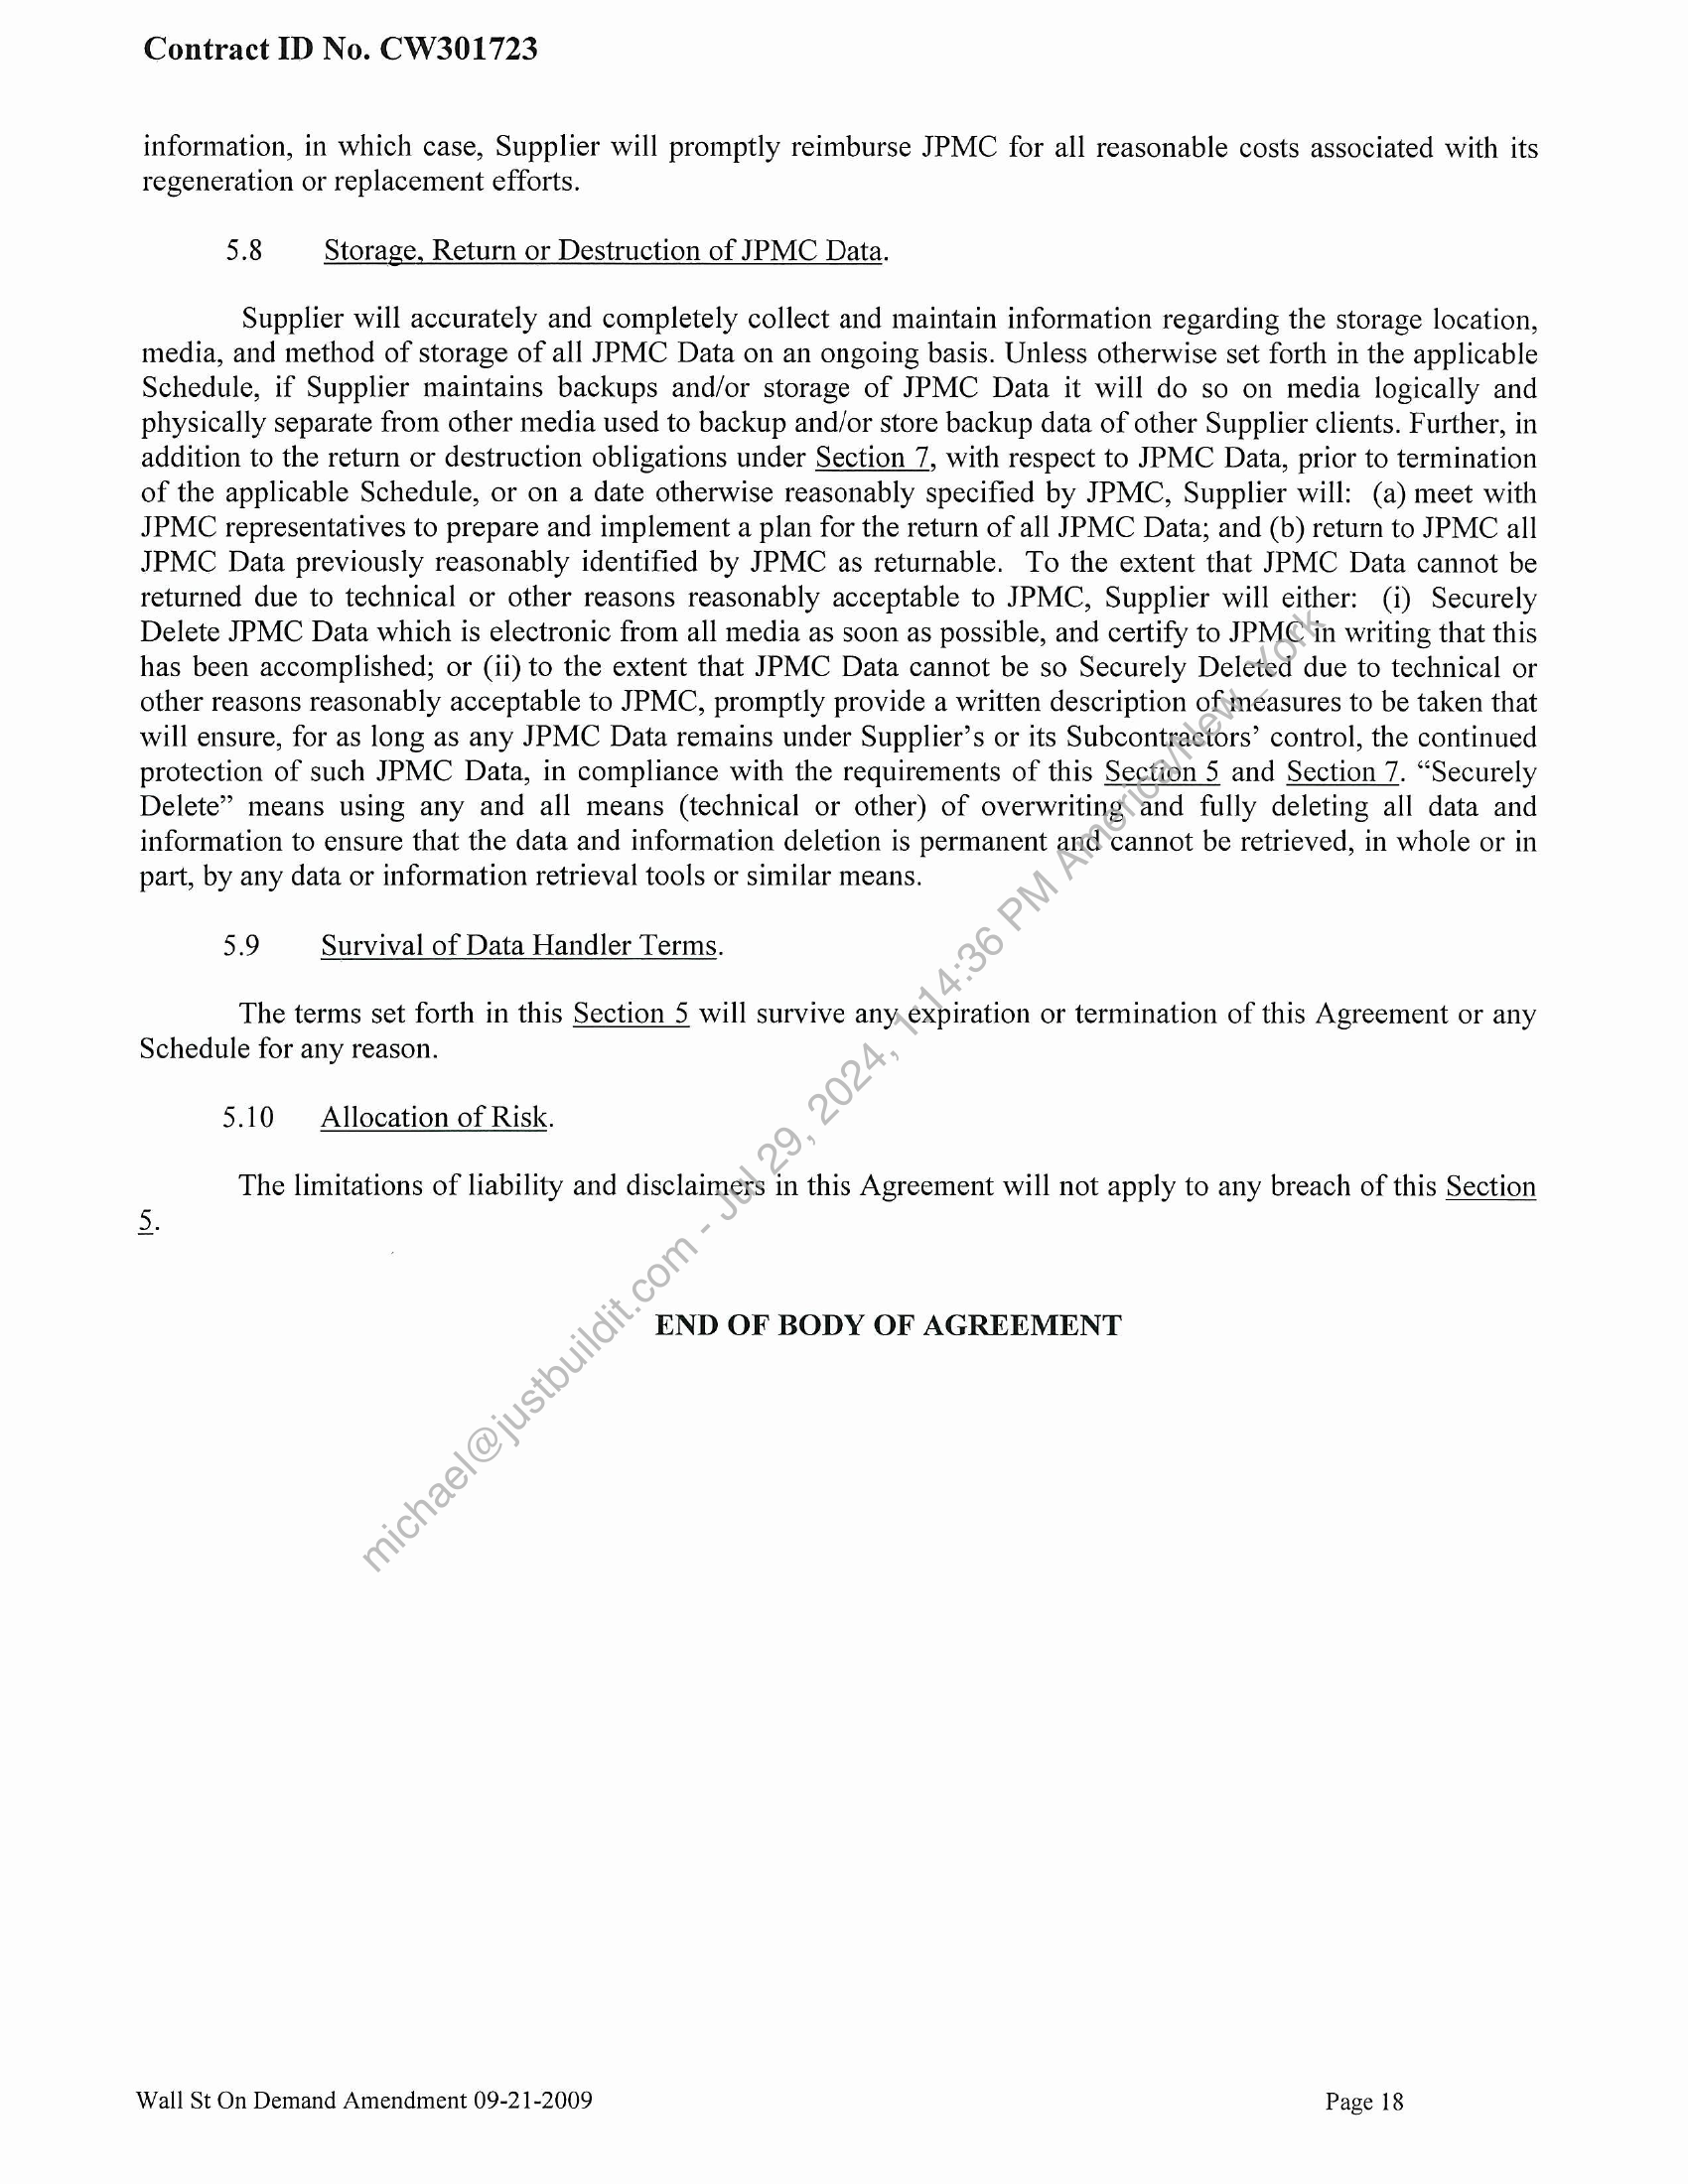 Contract ID No. CW301723
information, in which case, Supplier will promptly reimburse JPMC for all reasonable costs associated with its
regeneration or replacement efforts.
5.8 Storage, Return or Destruction of JPMC Data.
Supplier will accurately and completely collect and maintain information regarding the storage location,
media, and method of storage of all JPMC Data on an ongoing basis. Unless otherwise set forth in the applicable
Schedule, if Supplier maintains backups and/or storage of JPMC Data it will do so on media logically and
physically separate from other media used to backup and/or store backup data of other Supplier clients. Further, in
addition to the return or destruction obligations under Section 7, with respect to JPMC Data, prior to termination
of the applicable Schedule, or on a date otherwise reasonably specified by JPMC, Supplier will: (a) meet with
JPMC representatives to prepare and implement a plan for the return of all JPMC Data; and (b) return to JPMC all
JPMC Data previously reasonably identified by JPMC as returnable. To the extent that JPMC Data cannot be
returned due to technical or other reasons reasonably acceptable to JPMC, Supplier will either: (i) Securely
Delete JPMC Data which is electronic from all media as soon as possible, and certify to JPMC in writing that this
has been accomplished; or (ii) to the extent that JPMC Data cannot be so Securely Deleted due to technical or
other reasons reasonably acceptable to JPMC, promptly provide a written description of measures to be taken that
will ensure, for as long as any JPMC Data remains under Supplier’s or its Subcontractors’ control, the continued
protection of such JPMC Data, in compliance with the requirements of this Section 5 and Section 7. “Securely
Delete” means using any and all means (technical or other) of overwriting and fully deleting all data and
information to ensure that the data and information deletion is permanent and cannot be retrieved, in whole or in
part, by any data or information retrieval tools or similar means.
5.9 Survival of Data Handler Terms.
The terms set forth in this Section 5 will survive any expiration or termination of this Agreement or any
Schedule for any reason.
5.10 Allocation of Risk.
The limitations of liability and disclaimers in this Agreement will not apply to any breach of this Section
5.
END OF BODY OF AGREEMENT
michael@justbuildit.com - Jul 29, 2024, 1:14:36 PM America/New_York
Wall St On Demand Amendment 09-21-2009 Page 18